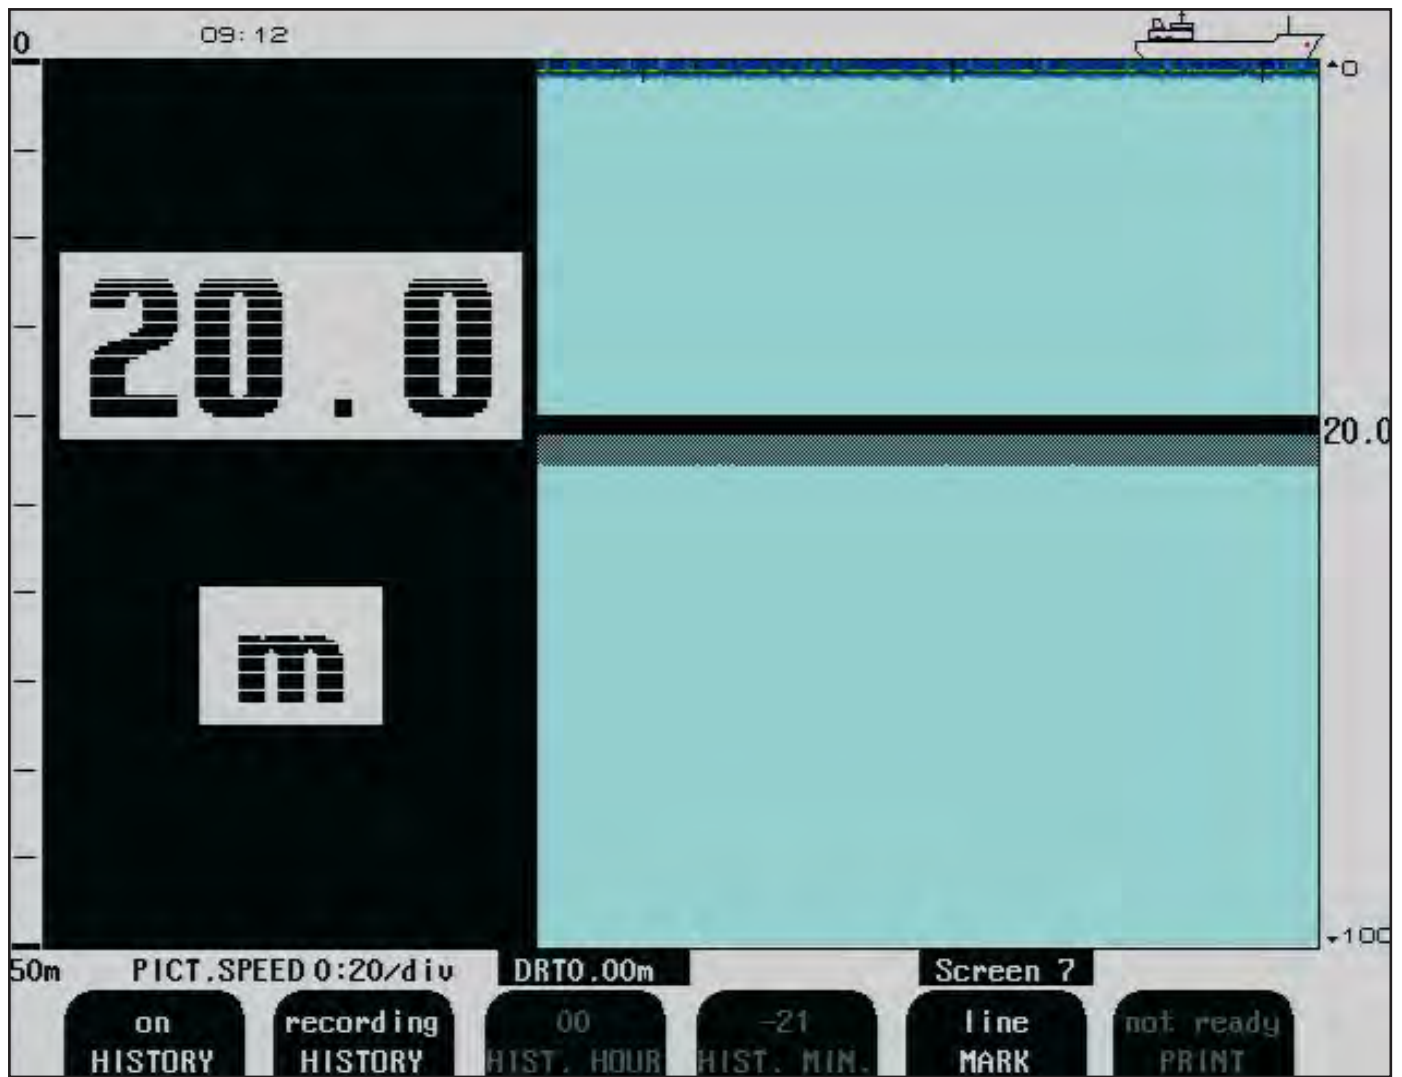 0
09:12
0
20.0
20.0
m
100
50m PICT.SPEED 0:20/div DRT0.00m Screen 7
on recording 00 -21 line not ready
HISTORY HISTORY HIST. HOUR HIST. MIN. MARK PRINT